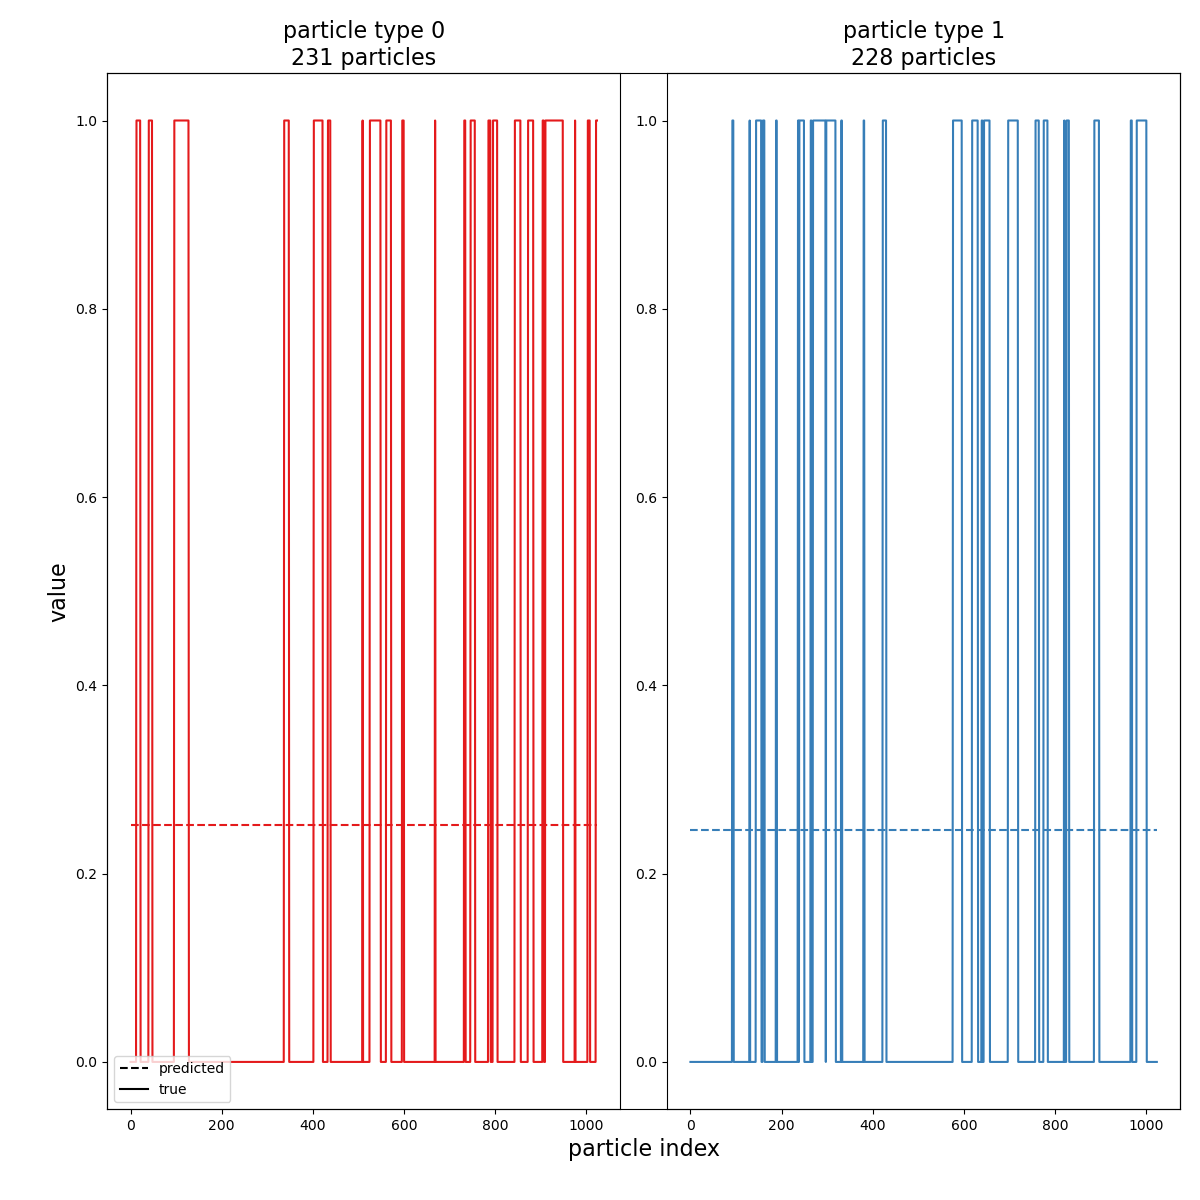 particle type 0
231 particles
particle type 1
228 particles
1.0
0.8
0.6
0.4
0.2
0.0
1.0
0.8
0.6
0.4
0.2
0.0
value
predicted
true
0 200 400 600 800 1000
0 200 400 600 800 1000
particle index